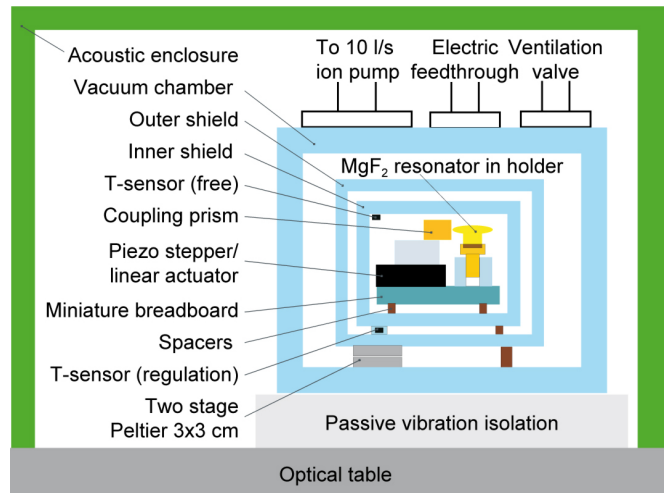 Acoustic enclosure
To 10 l/s
ion pump
Electric
feedthrough
Ventilation
valve
Vacuum chamber
Outer shield
Inner shield
MgF₂ resonator in holder
T-sensor (free)
Coupling prism
Piezo stepper/
linear actuator
Miniature breadboard
Spacers
T-sensor (regulation)
Two stage
Peltier 3x3 cm
Passive vibration isolation
Optical table